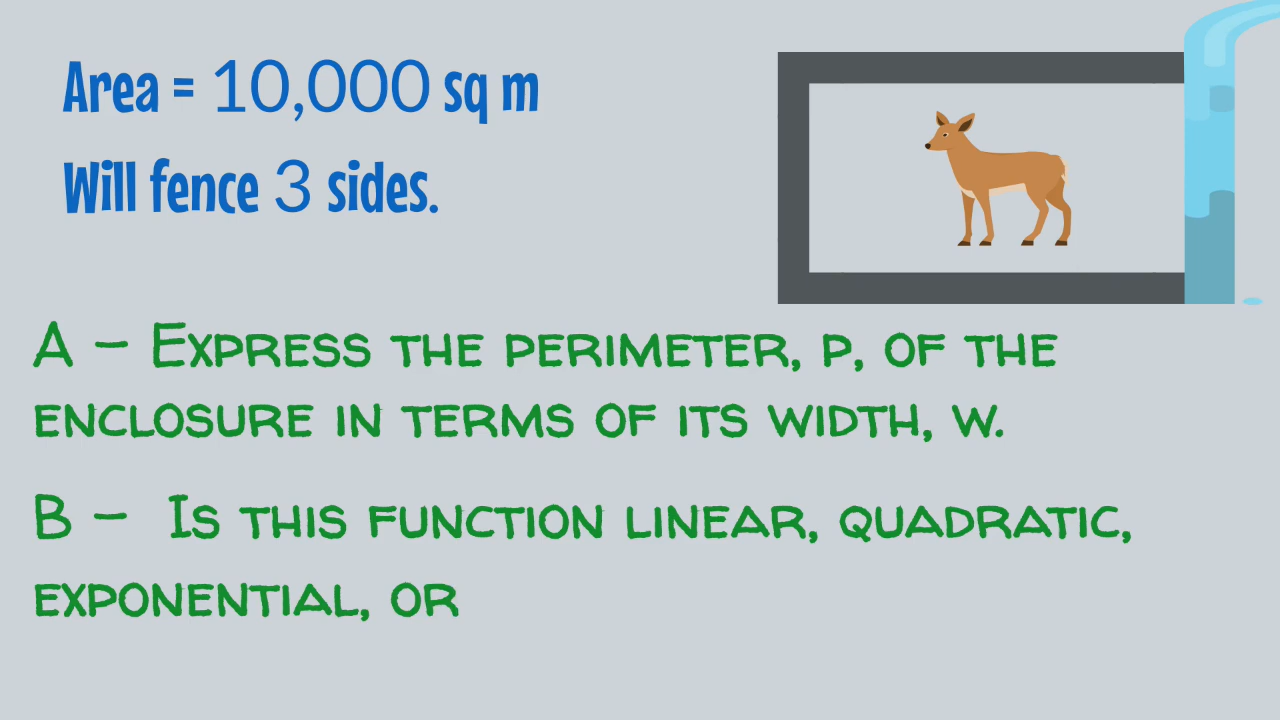 Area = 10,000 sq m
Will fence 3 sides.
A - Express the perimeter, p, of the
enclosure in terms of its width, w.
B - Is this function linear, quadratic,
exponential, or